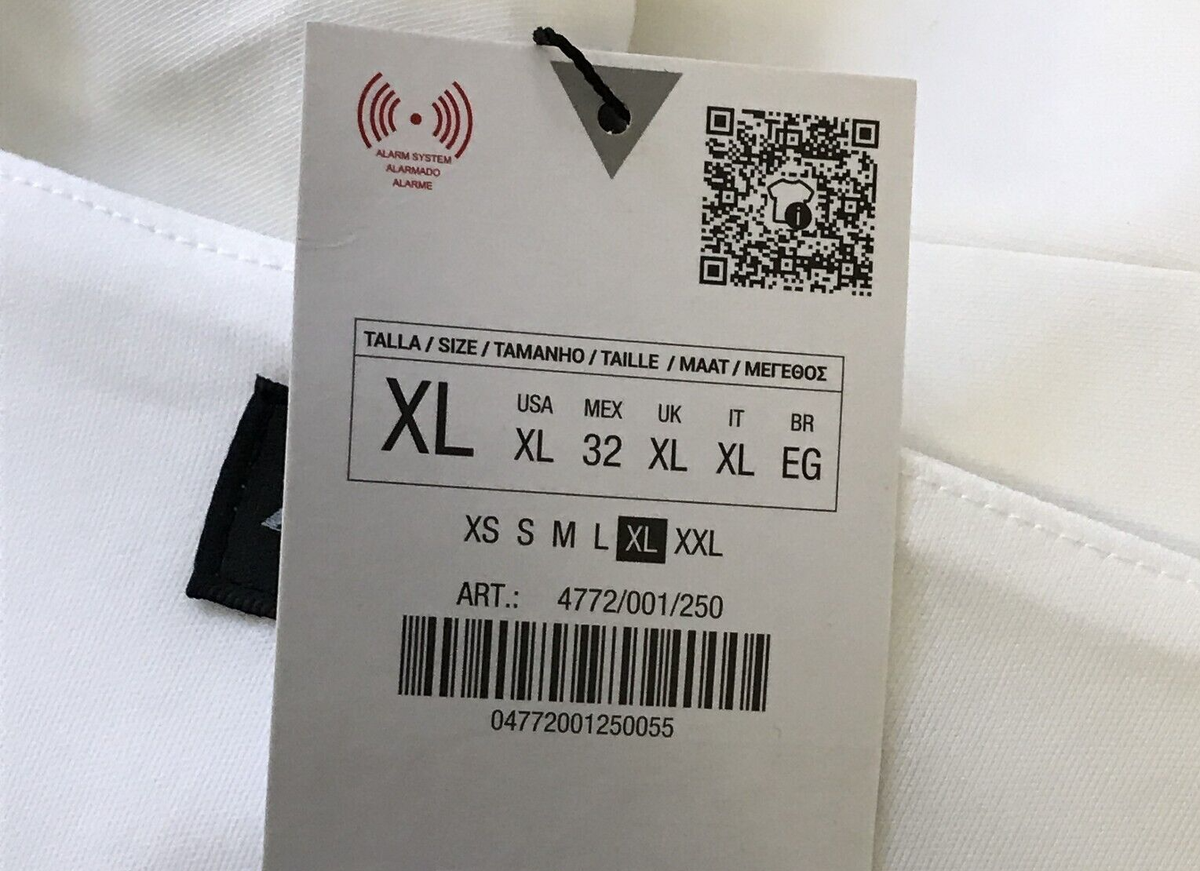 ALARM SYSTEM
ALARMADO
ALARME
TALLA / SIZE / TAMANHO / TAILLE / MAAT / ΜΕΓΕΘΟΣ
XL
USA MEX UK IT BR
XL 32 XL XL EG
XS S M L XL XXL
ART.: 4772/001/250
04772001250055